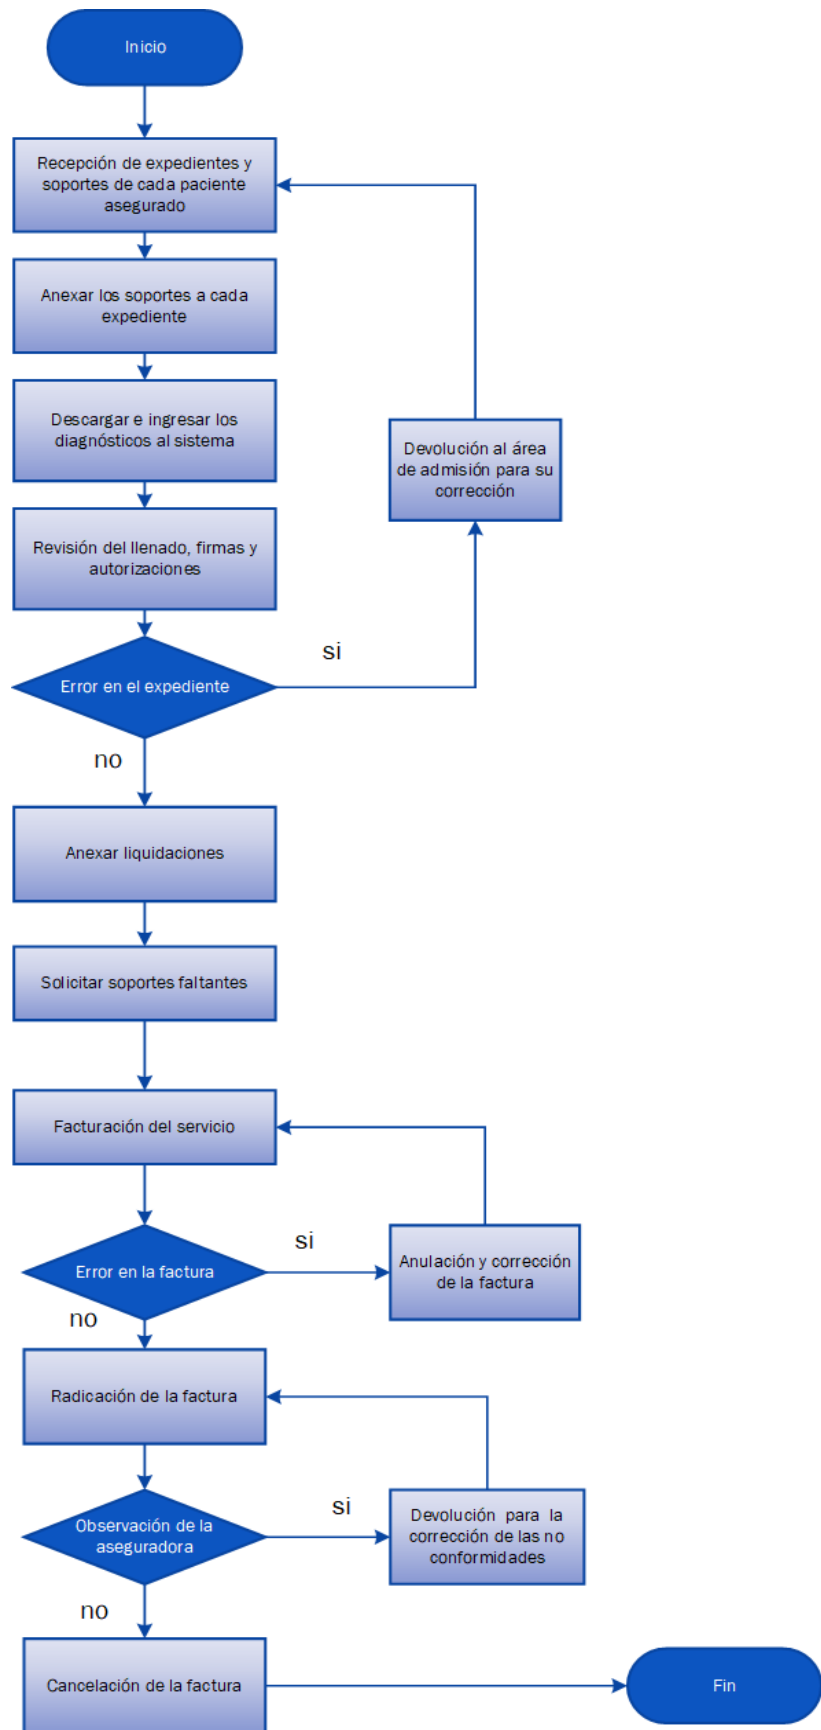 Inicio
Recepción de expedientes y
soportes de cada paciente
asegurado
Anexar los soportes a cada
expediente
Descargar e ingresar los
diagnósticos al sistema
Devolución al área
de admisión para su
corrección
Revisión del llenado, firmas y
autorizaciones
si
Error en el expediente
no
Anexar liquidaciones
Solicitar soportes faltantes
Facturación del servicio
si
Error en la factura
Anulación y corrección
de la factura
no
Radicación de la factura
si
Observación de la
aseguradora
Devolución para la
corrección de las no
conformidades
no
Cancelación de la factura
Fin